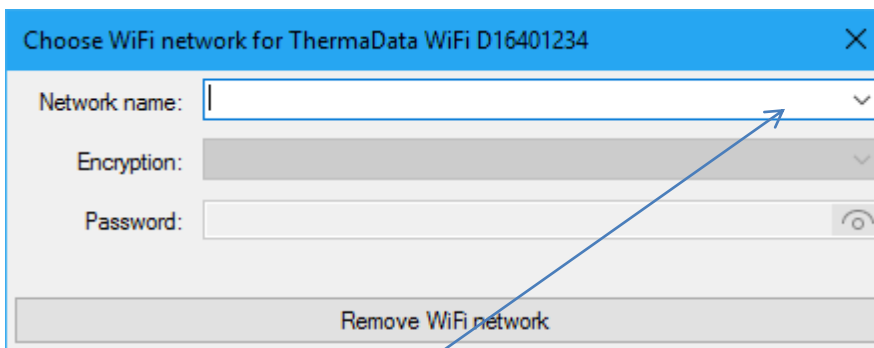 Choose WiFi network for ThermaData WiFi D16401234
Network name:
Encryption:
Password:
Remove WiFi network